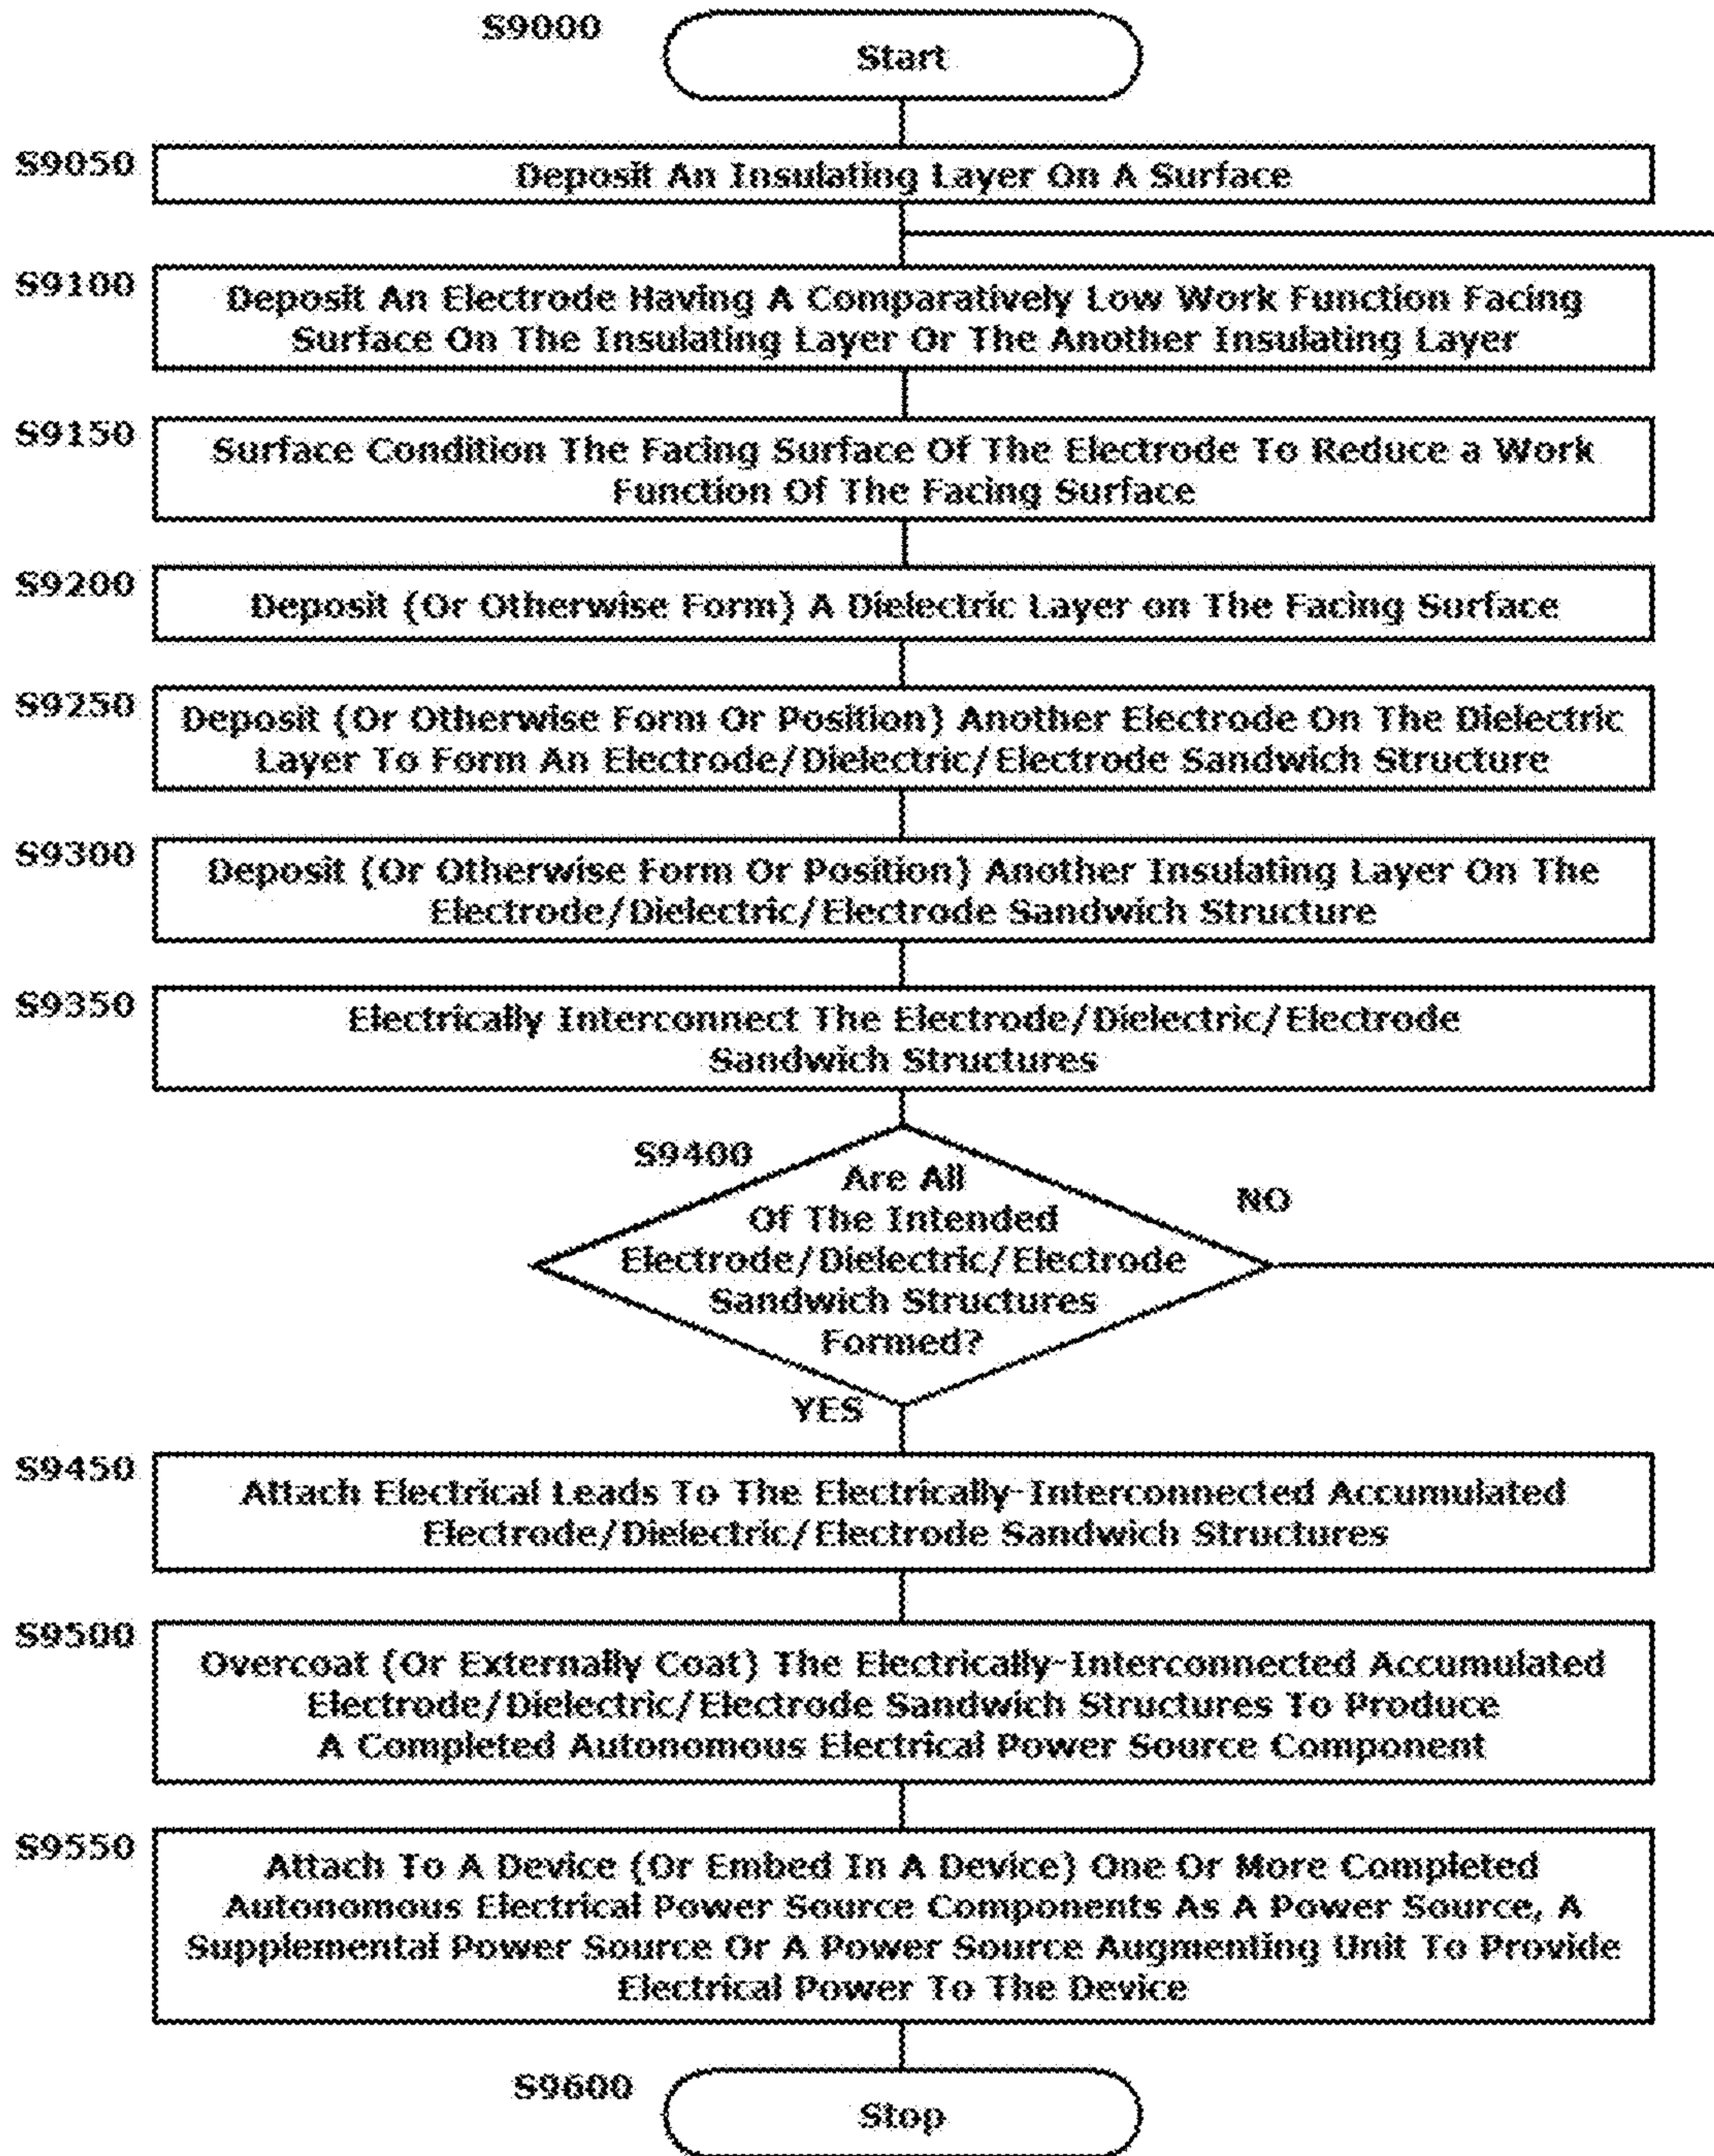 S9000
Start
S9050
Deposit An Insulating Layer On A Surface
S9100
Deposit An Electrode Having A Comparatively Low Work Function Facing
Surface On The Insulating Layer Or The Another Insulating Layer
S9150
Surface Condition The Facing Surface Of The Electrode To Reduce a Work
Function Of The Facing Surface
S9200
Deposit (Or Otherwise Form) A Dielectric Layer on The Facing Surface
S9250
Deposit (Or Otherwise Form Or Position) Another Electrode On The Dielectric
Layer To Form An Electrode/Dielectric/Electrode Sandwich Structure
S9300
Deposit (Or Otherwise Form Or Position) Another Insulating Layer On The
Electrode/Dielectric/Electrode Sandwich Structure
S9350
Electrically Interconnect The Electrode/Dielectric/Electrode
Sandwich Structures
S9400
Are All
Of The Intended
Electrode/Dielectric/Electrode
Sandwich Structures
Formed?
NO
YES
S9450
Attach Electrical Leads To The Electrically-Interconnected Accumulated
Electrode/Dielectric/Electrode Sandwich Structures
S9500
Overcoat (Or Externally Coat) The Electrically-Interconnected Accumulated
Electrode/Dielectric/Electrode Sandwich Structures To Produce
A Completed Autonomous Electrical Power Source Component
S9550
Attach To A Device (Or Embed In A Device) One Or More Completed
Autonomous Electrical Power Source Components As A Power Source, A
Supplemental Power Source Or A Power Source Augmenting Unit To Provide
Electrical Power To The Device
S9600
Stop